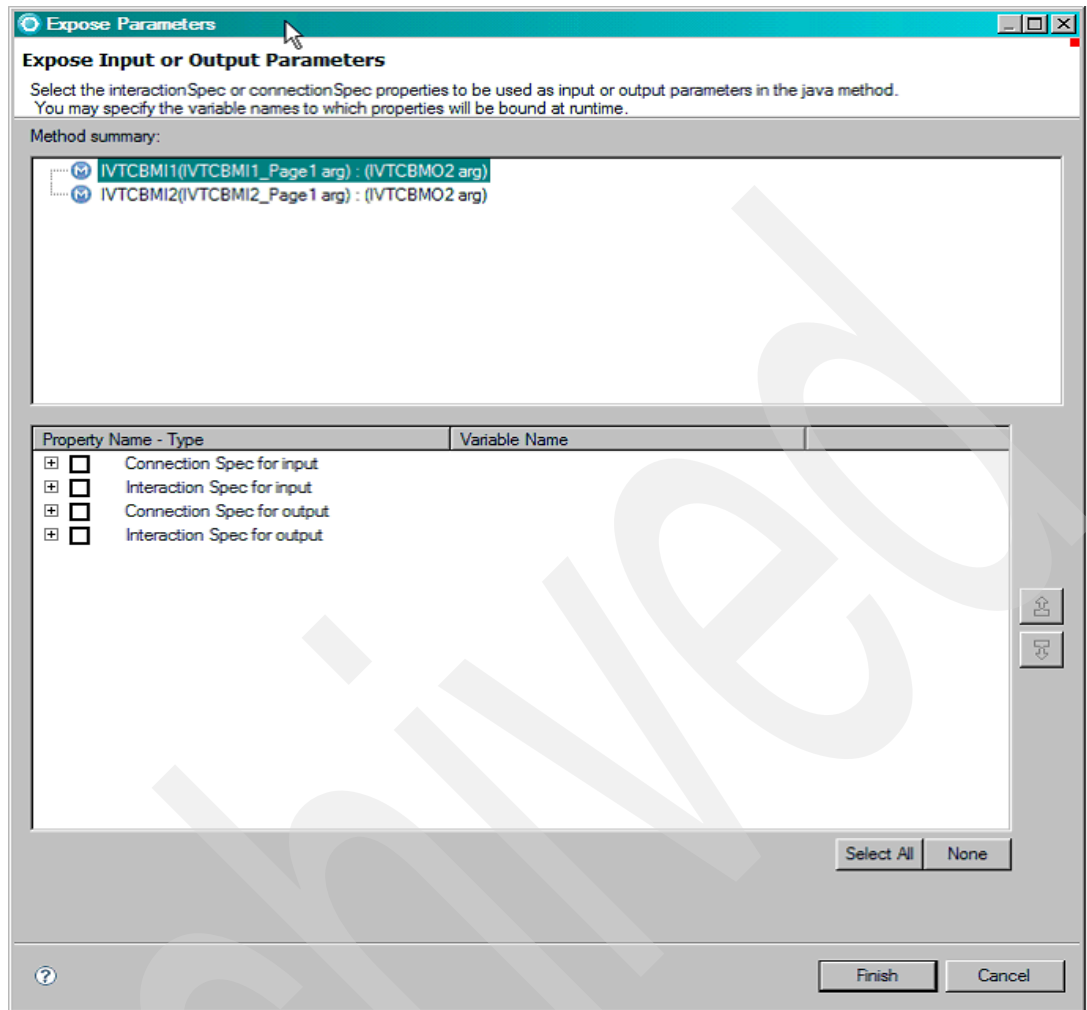 Expose Parameters
Expose Input or Output Parameters
Select the interactionSpec or connectionSpec properties to be used as input or output parameters in the java method.
You may specify the variable names to which properties will be bound at runtime.
Method summary:
IVTCBMI1(IVTCBMI1_Page1 arg) : (IVTCBMO2 arg)
IVTCBMI2(IVTCBMI2_Page1 arg) : (IVTCBMO2 arg)
Property Name - Type Variable Name
Connection Spec for input
Interaction Spec for input
Connection Spec for output
Interaction Spec for output
Select All None
Finish Cancel